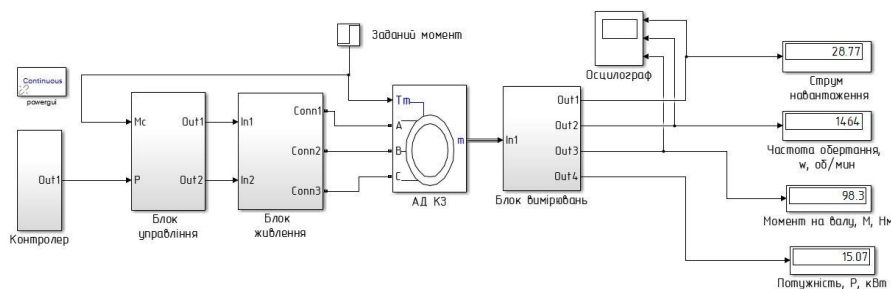 Заданий момент
Continuous
powergui
Контролер
Out1
Mc
P
Out1
Out2
Блок
управління
In1
In2
Conn1
Conn2
Conn3
Блок
живлення
Tm
A
B
C
m
АД КЗ
In1
Out1
Out2
Out3
Out4
Блок вимірювань
Осцилограф
28.77
Струм
навантаження
1464
Частота обертання,
w, об/мин
98.3
Момент на валу, М, Нм
15.07
Потужність, Р, кВт